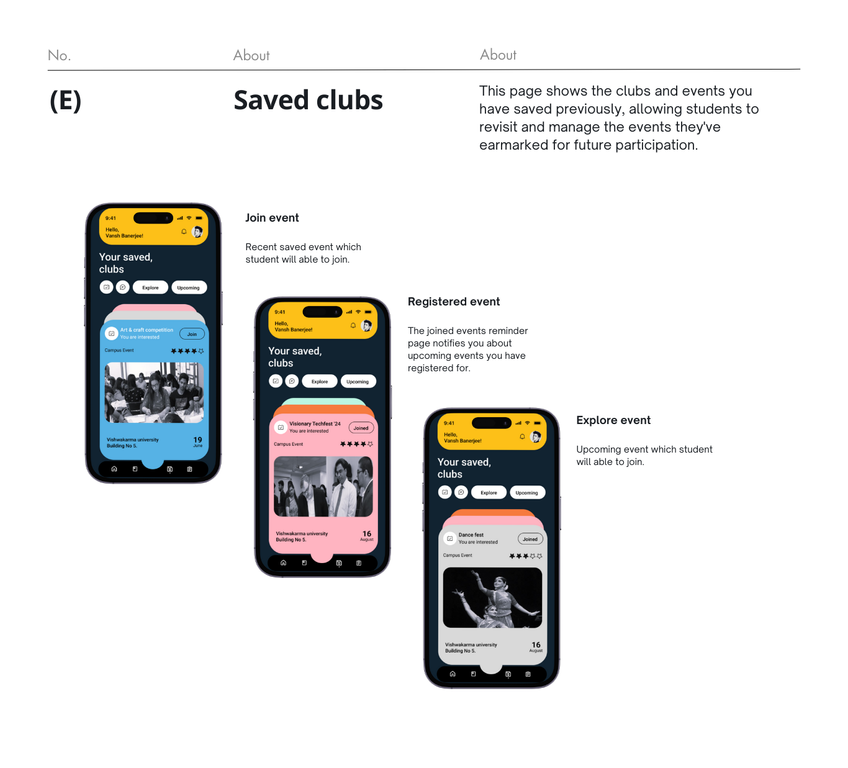 No.
About
About
(E)
Saved clubs
This page shows the clubs and events you
have saved previously, allowing students to
revisit and manage the events they've
earmarked for future participation.
9:41
Hello,
Vansh Banerjee!
Your saved,
clubs
Explore
Upcoming
Art & craft competition
You are interested
Join
Campus Event
Vishwakarma university
Building No 5.
19
June
Join event
Recent saved event which
student will able to join.
9:41
Hello,
Vansh Banerjee!
Your saved,
clubs
Explore
Upcoming
Visionary Techfest '24
You are interested
Joined
Campus Event
Vishwakarma university
Building No 5.
16
August
Registered event
The joined events reminder
page notifies you about
upcoming events you have
registered for.
9:41
Hello,
Vansh Banerjee!
Your saved,
clubs
Explore
Upcoming
Dance fest
You are interested
Joined
Campus Event
Vishwakarma university
Building No 5.
16
August
Explore event
Upcoming event which student
will able to join.